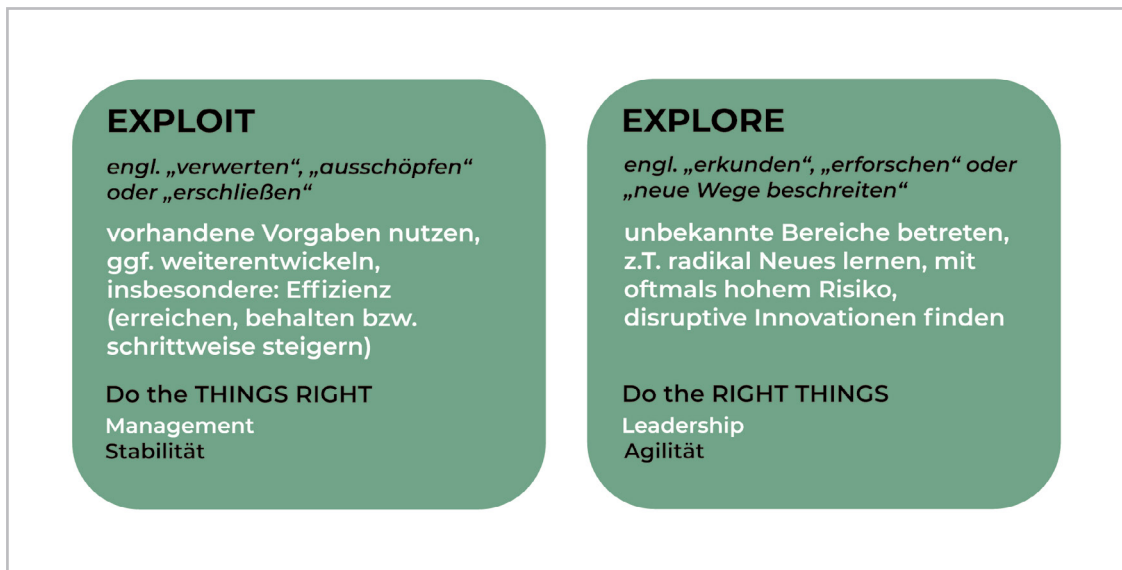 EXPLOIT
engl. „verwerten“, „ausschöpfen“
oder „erschließen“
vorhandene Vorgaben nutzen,
ggf. weiterentwickeln,
insbesondere: Effizienz
(erreichen, behalten bzw.
schrittweise steigern)
Do the THINGS RIGHT
Management
Stabilität
EXPLORE
engl. „erkunden“, „erforschen“ oder
„neue Wege beschreiten“
unbekannte Bereiche betreten,
z.T. radikal Neues lernen, mit
oftmals hohem Risiko,
disruptive Innovationen finden
Do the RIGHT THINGS
Leadership
Agilität